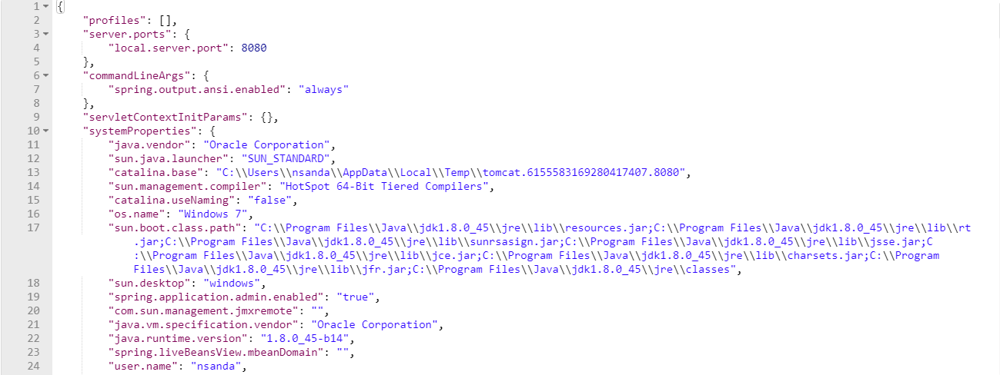 1 {
2 "profiles": [],
3 "server.ports": {
4 "local.server.port": 8080
5 },
6 "commandLineArgs": {
7 "spring.output.ansi.enabled": "always"
8 },
9 "servletContextInitParams": {},
10 "systemProperties": {
11 "java.vendor": "Oracle Corporation",
12 "sun.java.launcher": "SUN_STANDARD",
13 "catalina.base": "C:\\Users\\nsanda\\AppData\\Local\\Temp\\tomcat.6155583169280417407.8080",
14 "sun.management.compiler": "HotSpot 64-Bit Tiered Compilers",
15 "catalina.useNaming": "false",
16 "os.name": "Windows 7",
17 "sun.boot.class.path": "C:\\Program Files\\Java\\jdk1.8.0_45\\jre\\lib\\resources.jar;C:\\Program Files\\Java\\jdk1.8.0_45\\jre\\lib\\rt
.jar;C:\\Program Files\\Java\\jdk1.8.0_45\\jre\\lib\\sunrsasign.jar;C:\\Program Files\\Java\\jdk1.8.0_45\\jre\\lib\\jsse.jar;C
:\\Program Files\\Java\\jdk1.8.0_45\\jre\\lib\\jce.jar;C:\\Program Files\\Java\\jdk1.8.0_45\\jre\\lib\\charsets.jar;C:\\Program
Files\\Java\\jdk1.8.0_45\\jre\\lib\\jfr.jar;C:\\Program Files\\Java\\jdk1.8.0_45\\jre\\classes",
18 "sun.desktop": "windows",
19 "spring.application.admin.enabled": "true",
20 "com.sun.management.jmxremote": "",
21 "java.vm.specification.vendor": "Oracle Corporation",
22 "java.runtime.version": "1.8.0_45-b14",
23 "spring.liveBeansView.mbeanDomain": "",
24 "user.name": "nsanda",